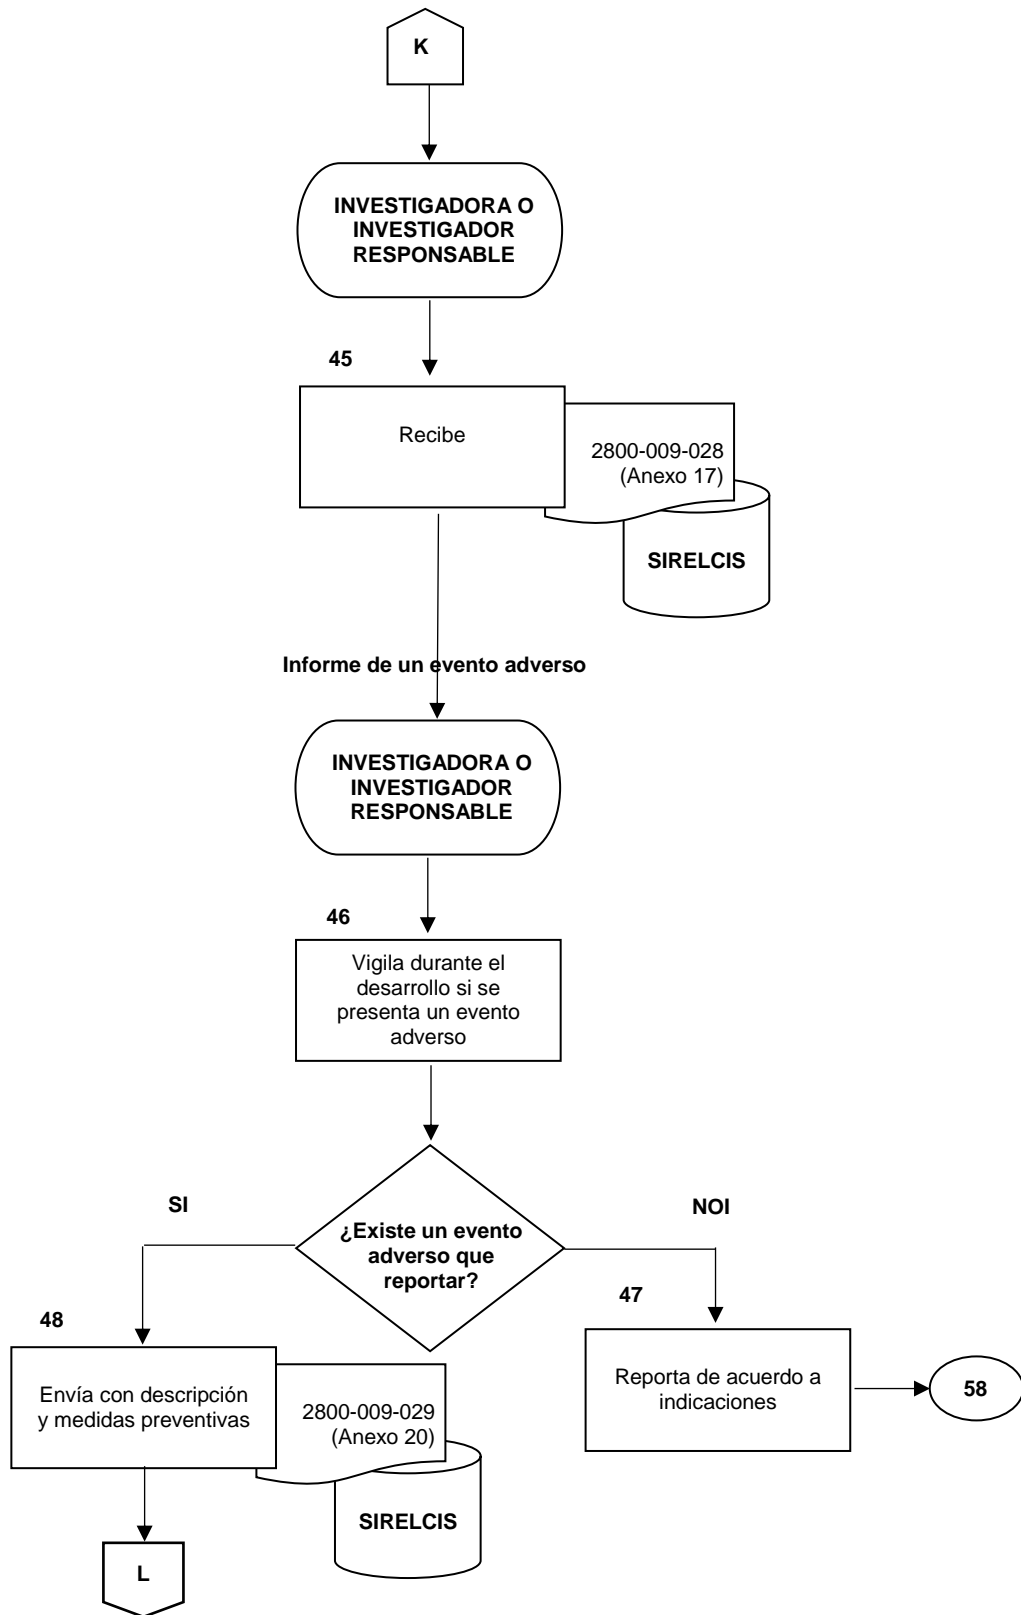 K
INVESTIGADORA O
INVESTIGADOR
RESPONSABLE
45
Recibe
2800-009-028
(Anexo 17)
SIRELCIS
Informe de un evento adverso
INVESTIGADORA O
INVESTIGADOR
RESPONSABLE
46
Vigila durante el
desarrollo si se
presenta un evento
adverso
SI
NOI
¿Existe un evento
adverso que
reportar?
48
47
Envía con descripción
y medidas preventivas
2800-009-029
(Anexo 20)
SIRELCIS
Reporta de acuerdo a
indicaciones
58
L